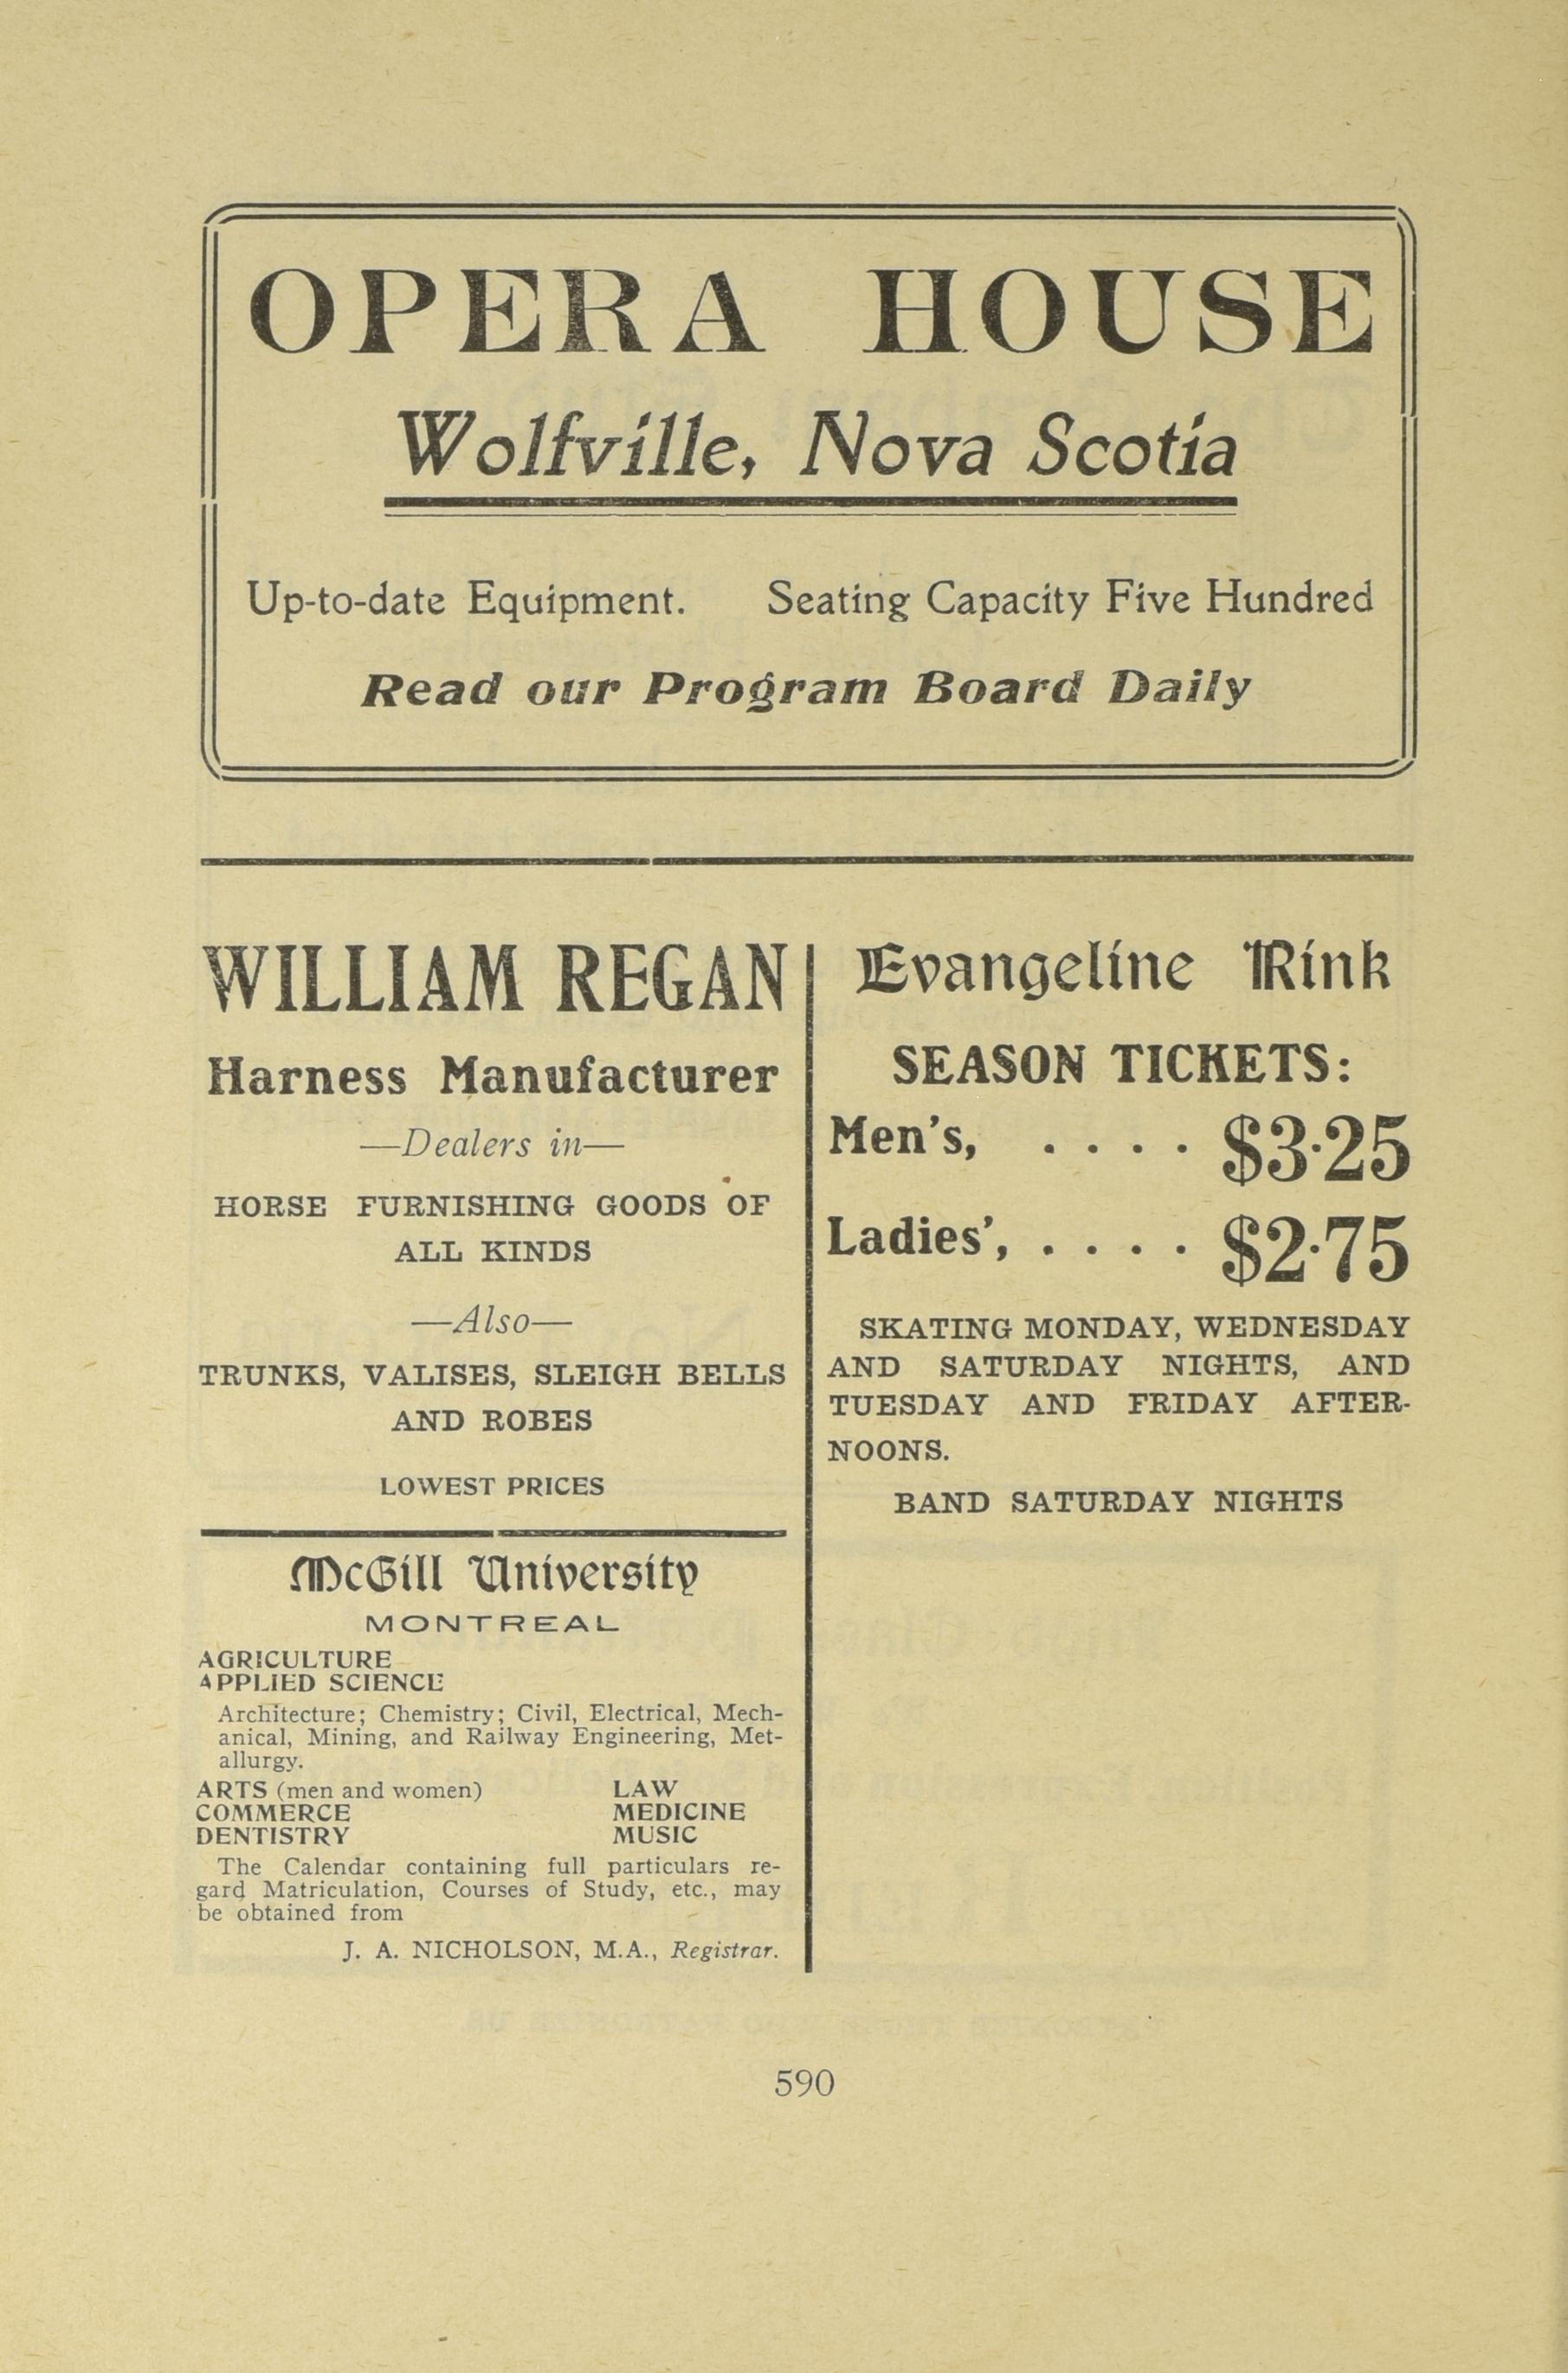 OPERA HOUSE
Wolfville, Nova Scotia
Up-to-date Equipment. Seating Capacity Five Hundred
Read our Program Board Daily
WILLIAM REGAN
Harness Manufacturer
—Dealers in—
HORSE FURNISHING GOODS OF
ALL KINDS
—Also—
TRUNKS, VALISES, SLEIGH BELLS
AND ROBES
LOWEST PRICES
McGill University
MONTREAL
AGRICULTURE
APPLIED SCIENCE
Architecture; Chemistry; Civil, Electrical, Mech-
anical, Mining, and Railway Engineering, Met-
allurgy.
ARTS (men and women) LAW
COMMERCE MEDICINE
DENTISTRY MUSIC
The Calendar containing full particulars re-
gard Matriculation, Courses of Study, etc., may
be obtained from
J. A. NICHOLSON, M.A., Registrar.
Evangeline Rink
SEASON TICKETS:
Men's, . . . . $3.25
Ladies', . . . . $2.75
SKATING MONDAY, WEDNESDAY
AND SATURDAY NIGHTS, AND
TUESDAY AND FRIDAY AFTER-
NOONS.
BAND SATURDAY NIGHTS
590